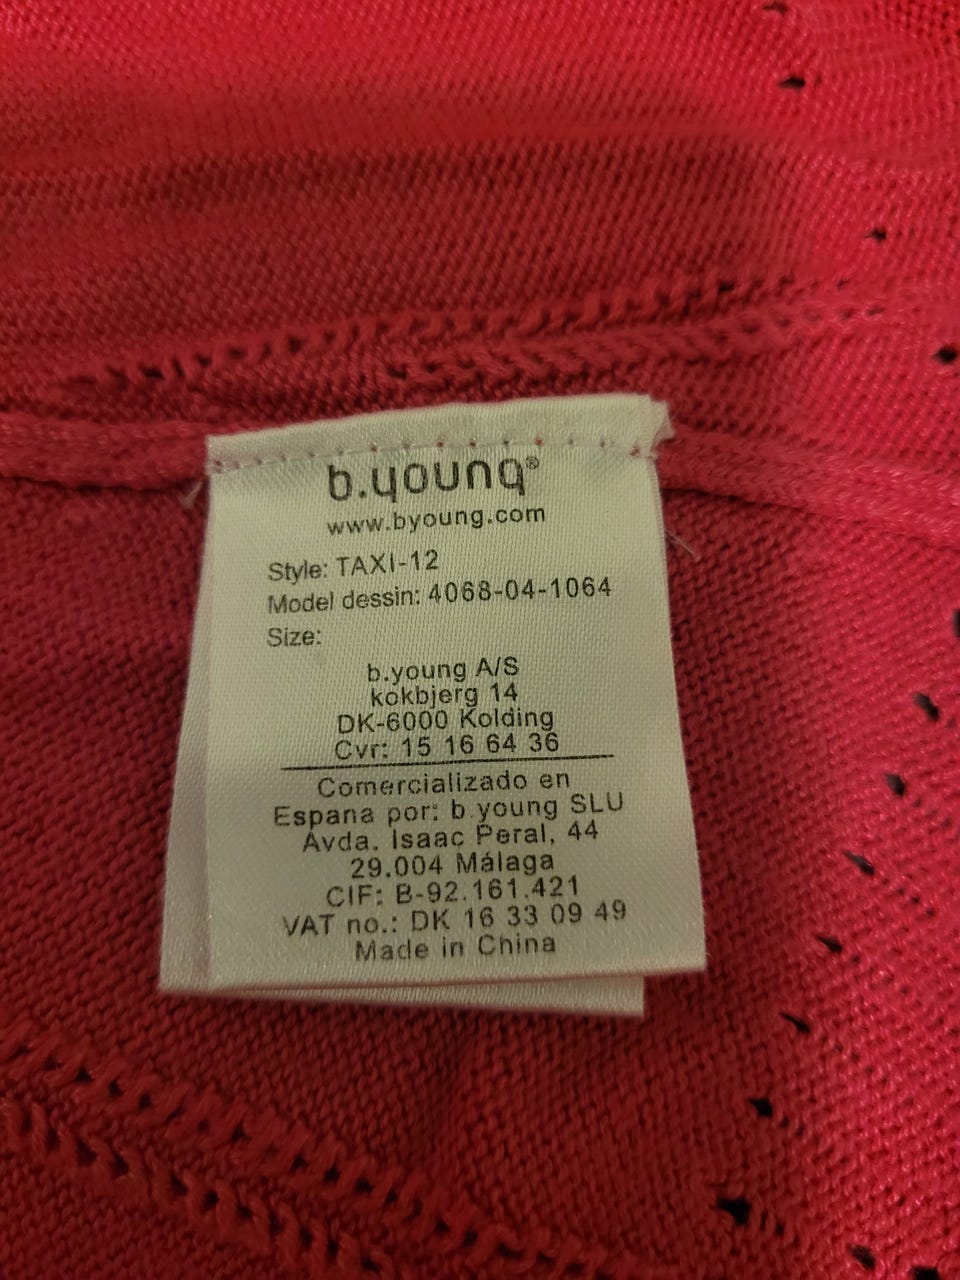 b.young®
www.byoung.com
Style: TAXI-12
Model dessin: 4068-04-1064
Size:
b.young A/S
kokbjerg 14
DK-6000 Kolding
Cvr: 15 16 64 36
Comercializado en
Espana por: b.young SLU
Avda. Isaac Peral, 44
29.004 Málaga
CIF: B-92.161.421
VAT no.: DK 16 33 09 49
Made in China